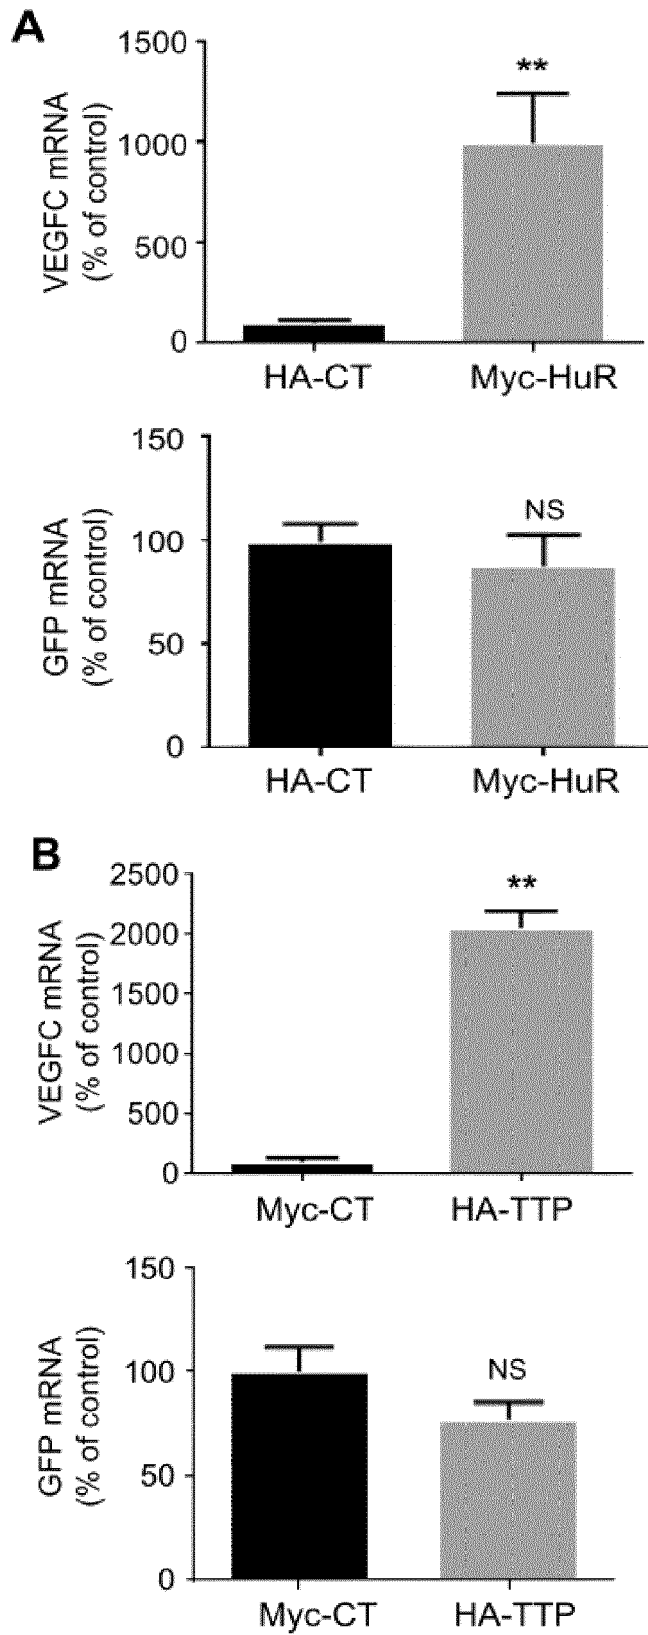 A
VEGFC mRNA
(% of control)
1500
1000
500
0
**
HA-CT
Myc-HuR
GFP mRNA
(% of control)
150
100
50
0
NS
HA-CT
Myc-HuR
B
VEGFC mRNA
(% of control)
2500
2000
1500
1000
500
0
**
Myc-CT
HA-TTP
GFP mRNA
(% of control)
150
100
50
0
NS
Myc-CT
HA-TTP